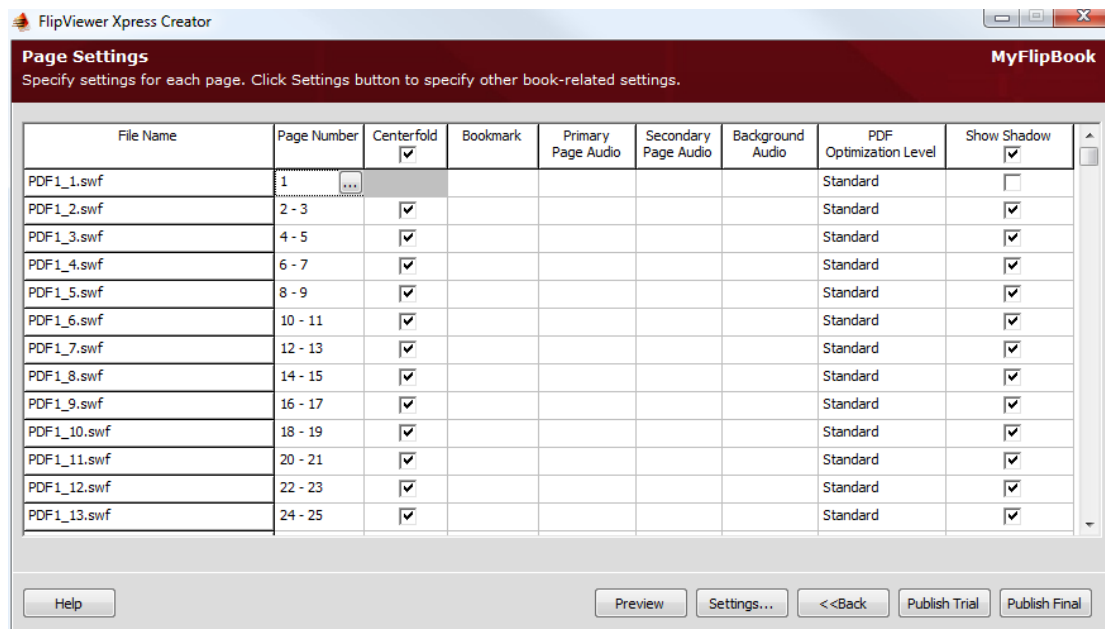 FlipViewer Xpress Creator
Page Settings MyFlipBook
Specify settings for each page. Click Settings button to specify other book-related settings.
File Name Page Number Centerfold Bookmark Primary Page Audio Secondary Page Audio Background Audio PDF Optimization Level Show Shadow
PDF1_1.swf 1 ... Standard
PDF1_2.swf 2 - 3 Standard
PDF1_3.swf 4 - 5 Standard
PDF1_4.swf 6 - 7 Standard
PDF1_5.swf 8 - 9 Standard
PDF1_6.swf 10 - 11 Standard
PDF1_7.swf 12 - 13 Standard
PDF1_8.swf 14 - 15 Standard
PDF1_9.swf 16 - 17 Standard
PDF1_10.swf 18 - 19 Standard
PDF1_11.swf 20 - 21 Standard
PDF1_12.swf 22 - 23 Standard
PDF1_13.swf 24 - 25 Standard
Help Preview Settings... <<Back Publish Trial Publish Final